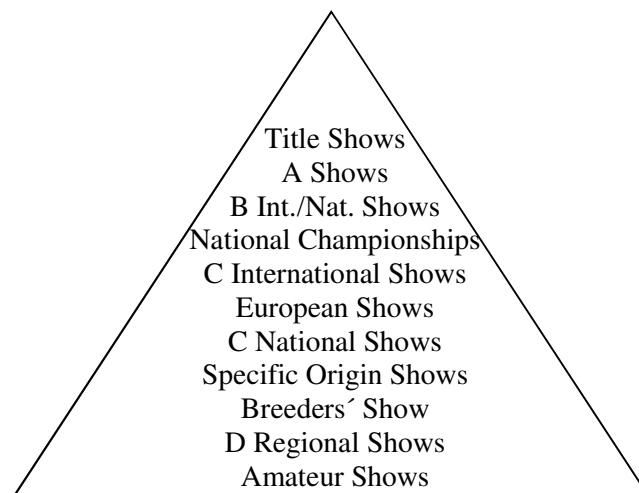 Title Shows
A Shows
B Int./Nat. Shows
National Championships
C International Shows
European Shows
C National Shows
Specific Origin Shows
Breeders´ Show
D Regional Shows
Amateur Shows